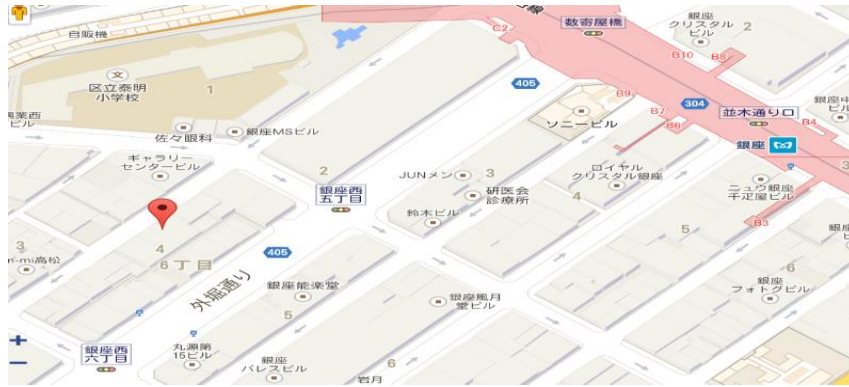 自販機
区立泰明
小学校
1
興業西
ビル
佐々眼科
銀座MSビル
ギャラリー
センタービル
2
銀座西
五丁目
C2
数寄屋橋
銀座
クリスタル
ビル
2
B10
B8
405
B9
304
ソニービル
B7
B6
並木通り口
B4
銀座
JUNメン
3
研医会
診療所
鈴木ビル
ロイヤル
クリスタル銀座
4
ニュウ銀座
千疋屋ビル
B3
3
4
6丁目
405
外堀通り
銀座能楽堂
5
銀座風月
堂ビル
5
6
銀座
フォトグビル
銀座西
六丁目
丸源第
15ビル
銀座
パレスビル
6
岩月